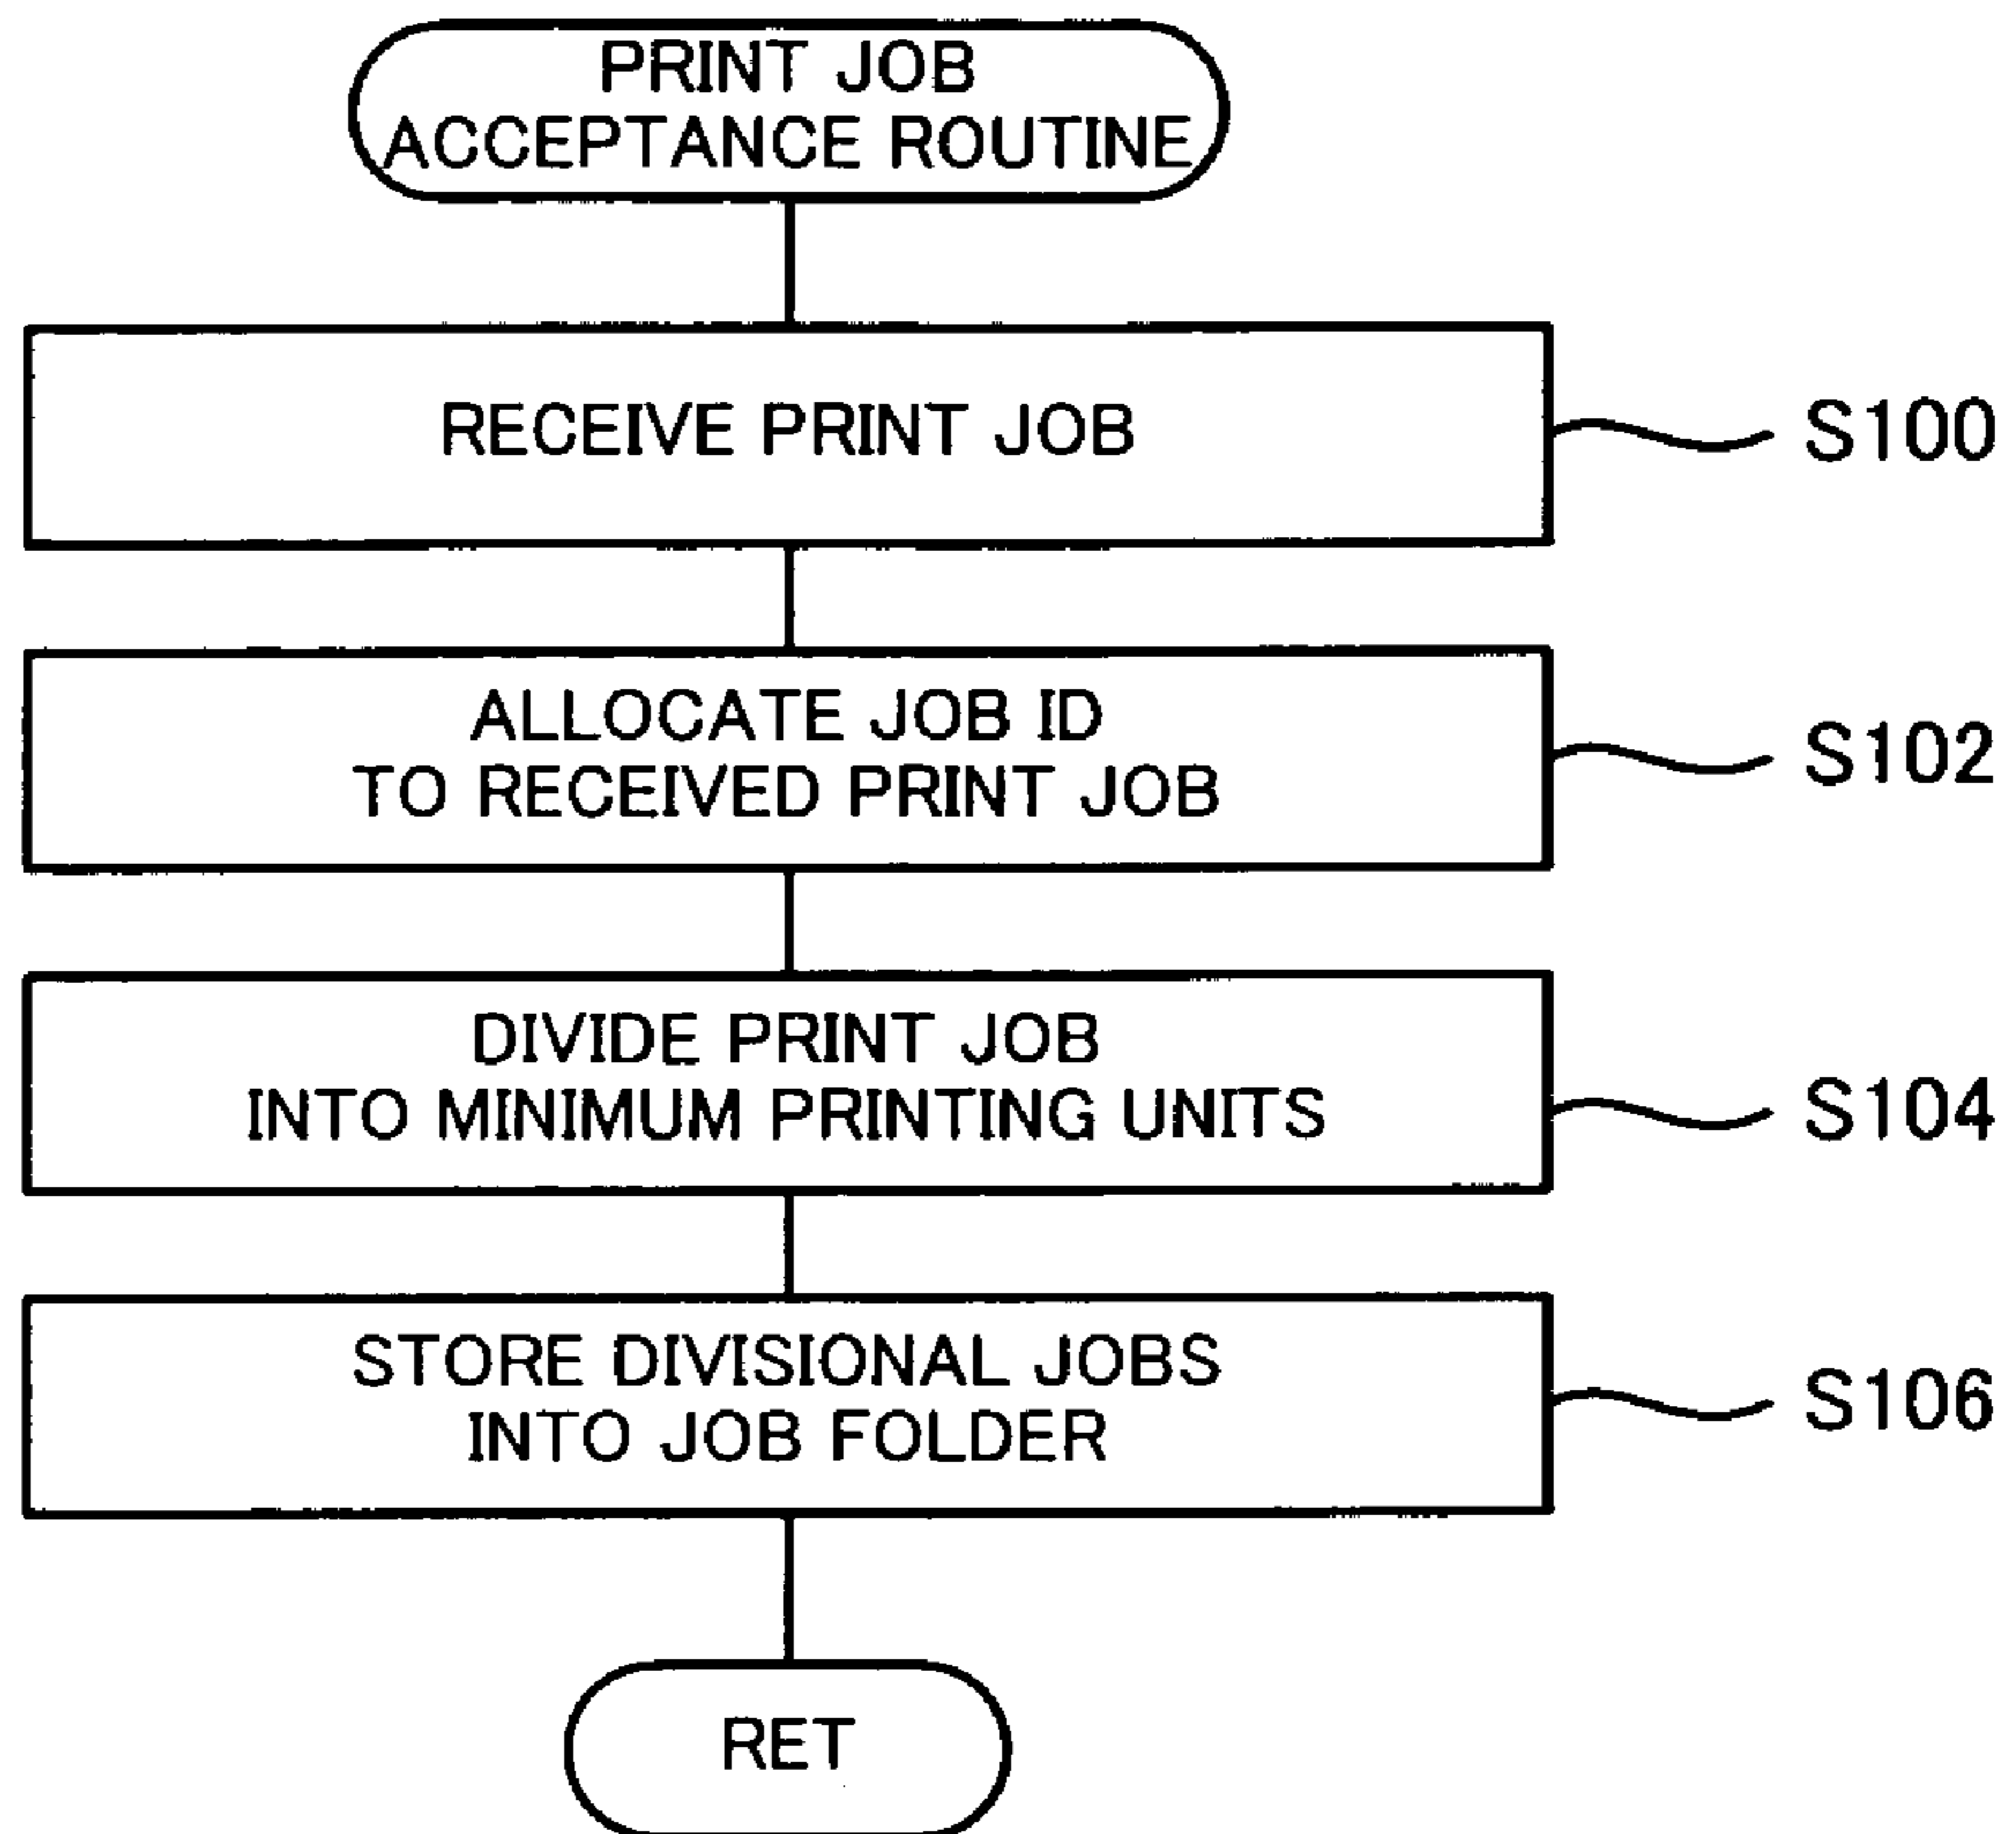 PRINT JOB
ACCEPTANCE ROUTINE
RECEIVE PRINT JOB
S100
ALLOCATE JOB ID
TO RECEIVED PRINT JOB
S102
DIVIDE PRINT JOB
INTO MINIMUM PRINTING UNITS
S104
STORE DIVISIONAL JOBS
INTO JOB FOLDER
S106
RET